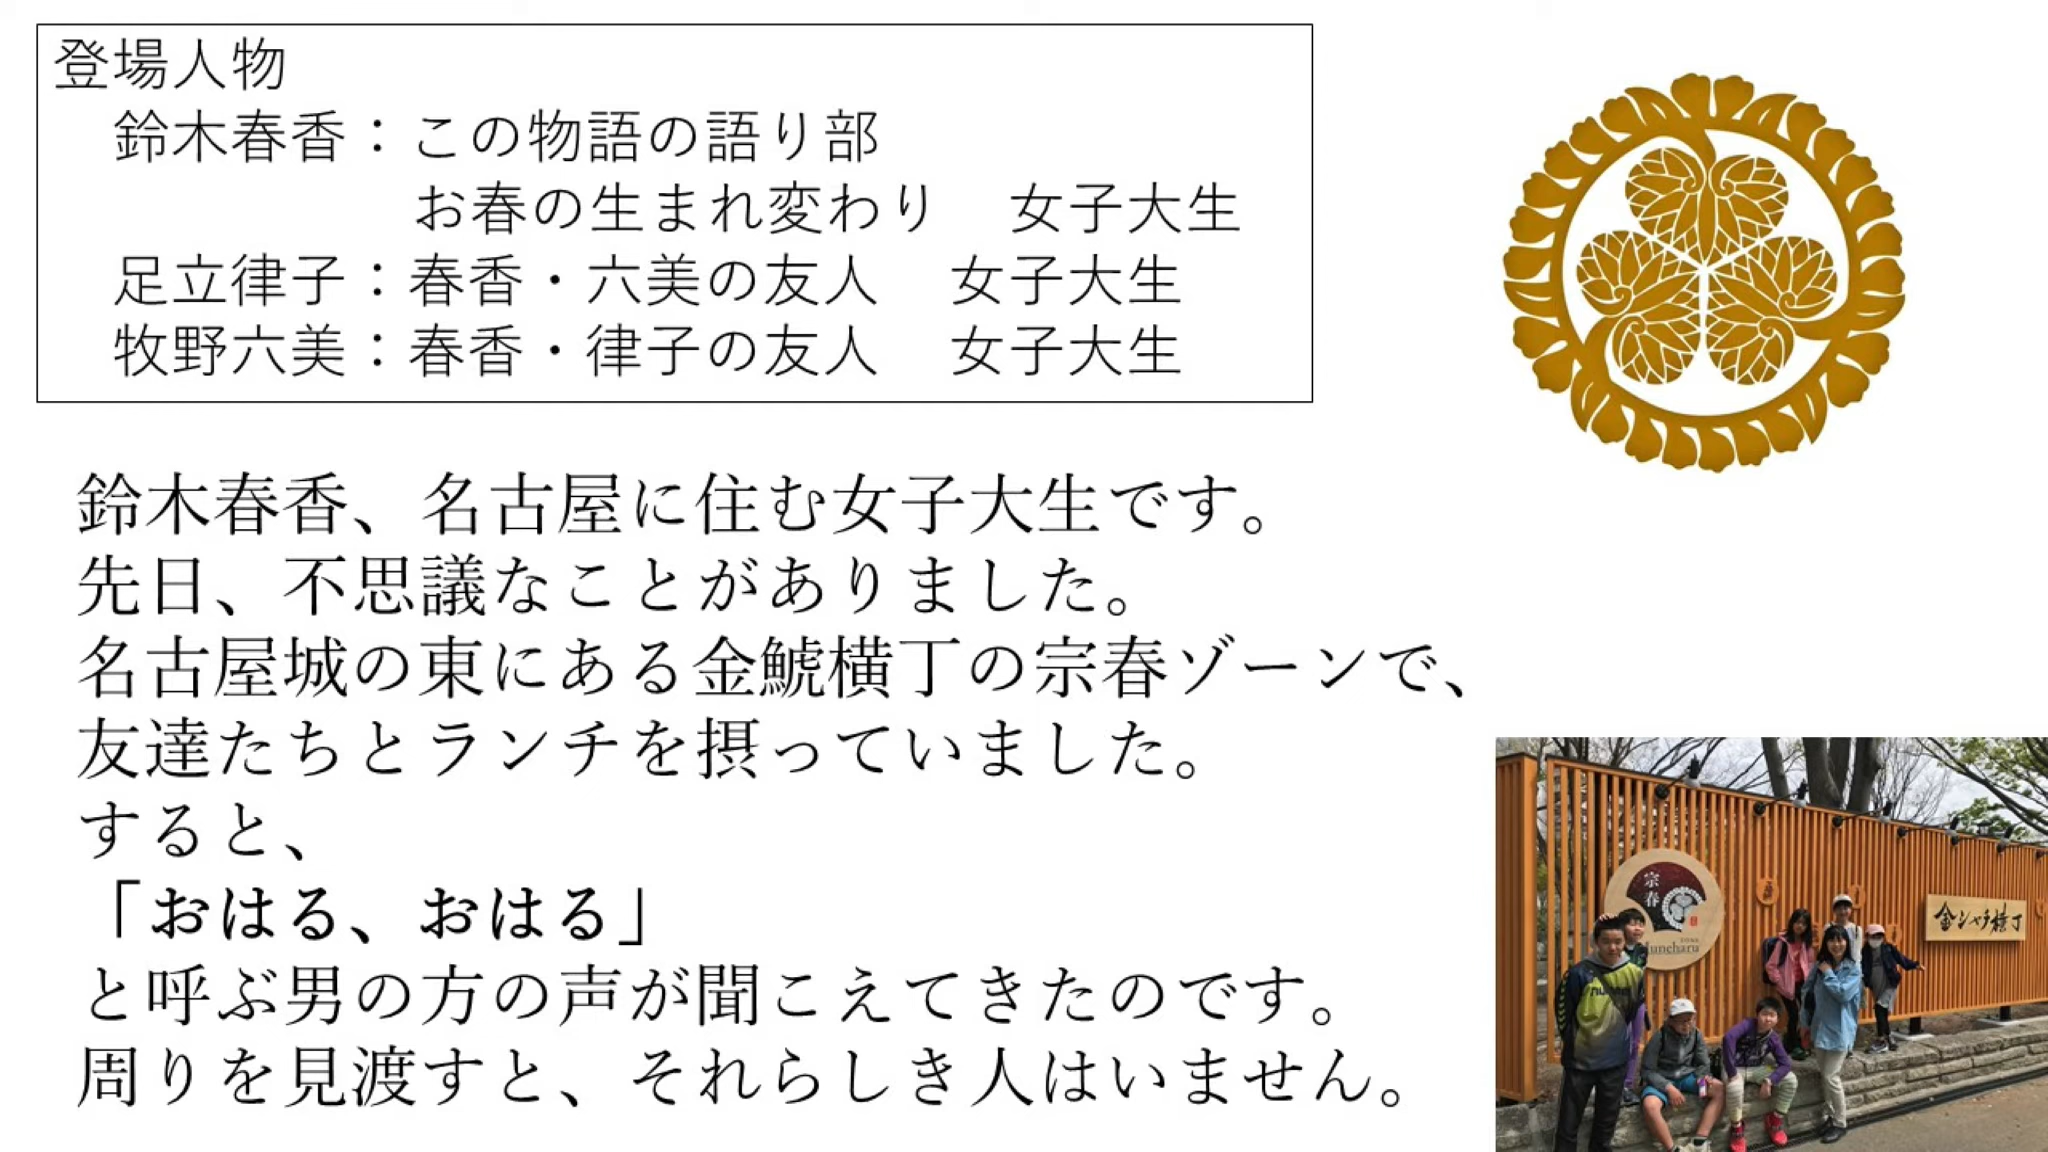 登場人物
鈴木春香：この物語の語り部
お春の生まれ変わり　女子大生
足立律子：春香・六美の友人　女子大生
牧野六美：春香・律子の友人　女子大生
鈴木春香、名古屋に住む女子大生です。
先日、不思議なことがありました。
名古屋城の東にある金鯱横丁の宗春ゾーンで、
友達たちとランチを摂っていました。
すると、
「おはる、おはる」
と呼ぶ男の方の声が聞こえてきたのです。
周りを見渡すと、それらしき人はいません。
宗春
Muneharu
金シャチ横丁